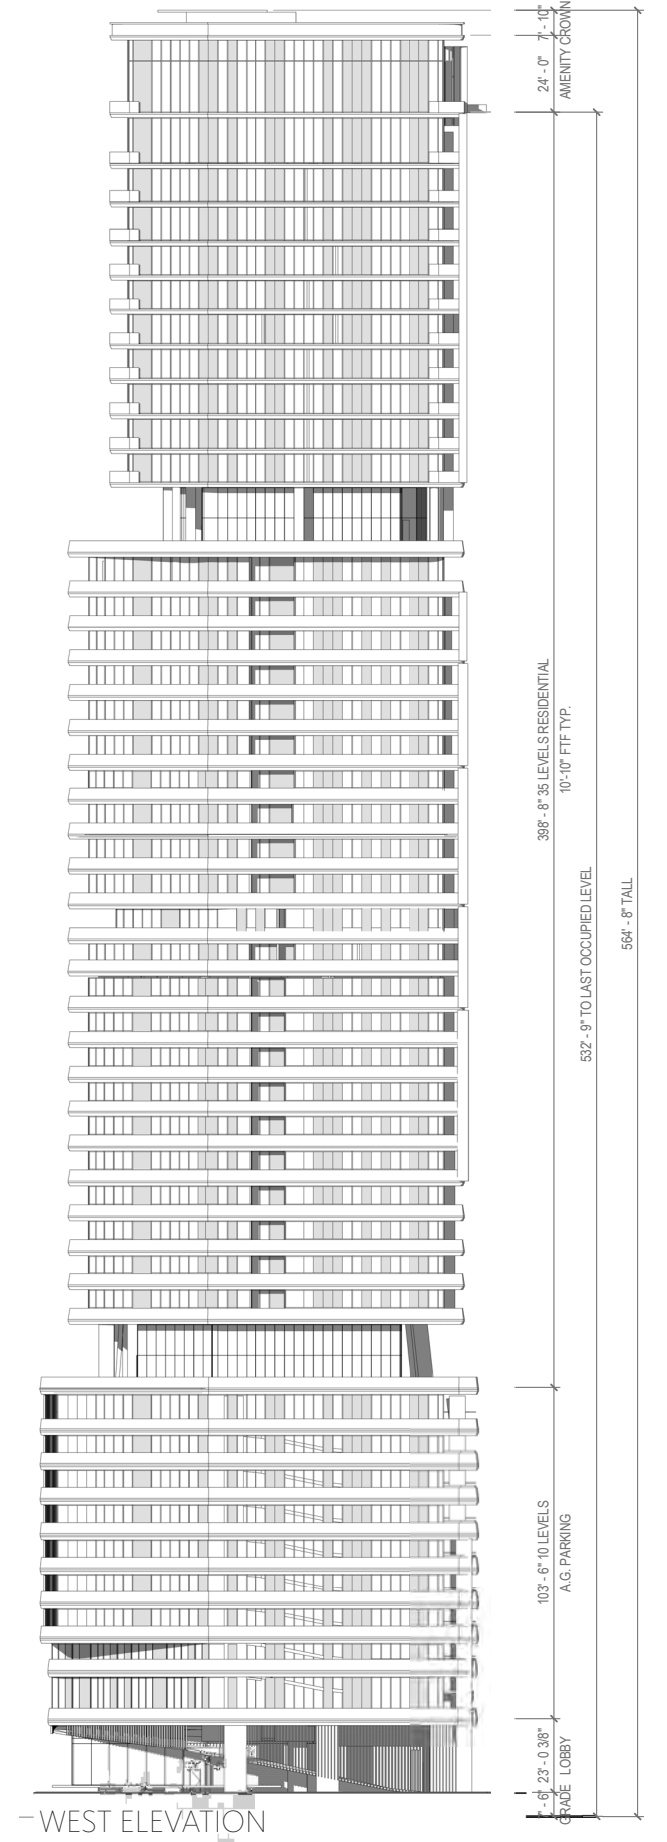 7' - 10"
24' - 0"
AMENITY CROWN
398' - 8" 35 LEVELS RESIDENTIAL
10'-10" FTF TYP.
532' - 9" TO LAST OCCUPIED LEVEL
564' - 8" TALL
103' - 6" 10 LEVELS
A.G. PARKING
23' - 0 3/8"
LOBBY
- 6"
GRADE
WEST ELEVATION